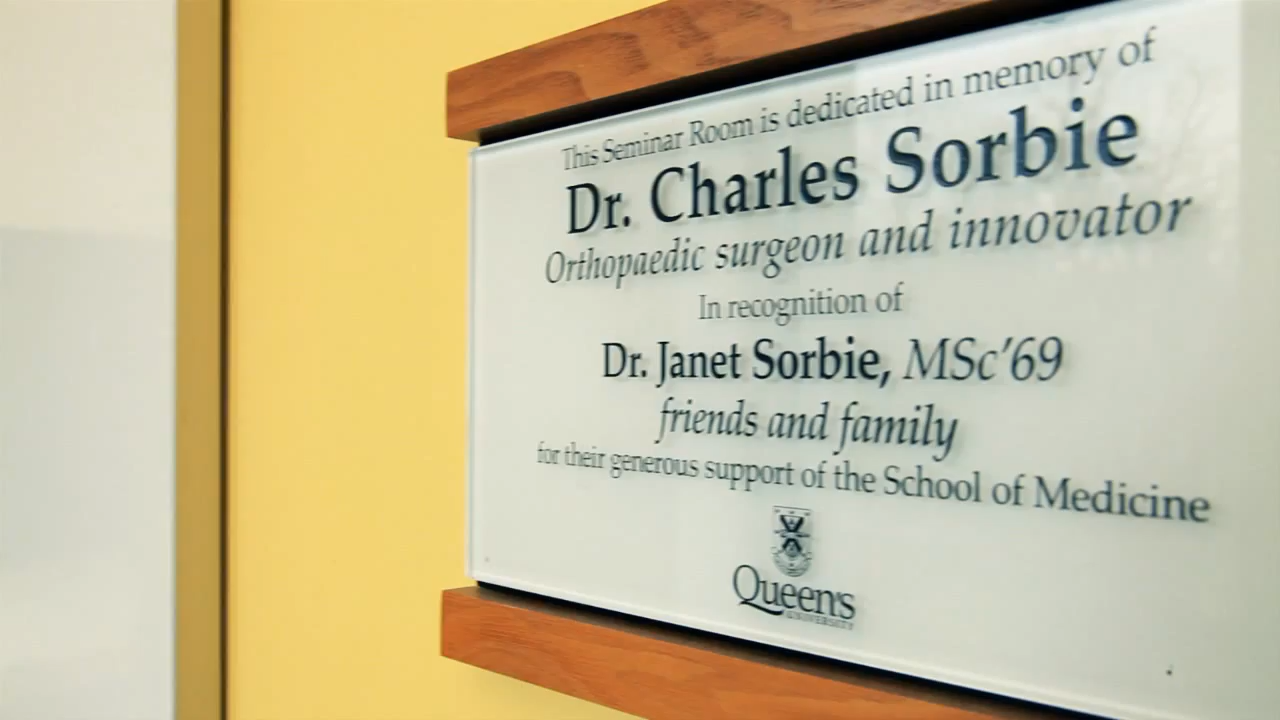 This Seminar Room is dedicated in memory of
Dr. Charles Sorbie
Orthopaedic surgeon and innovator
In recognition of
Dr. Janet Sorbie, MSc'69
friends and family
for their generous support of the School of Medicine
Queen's
UNIVERSITY